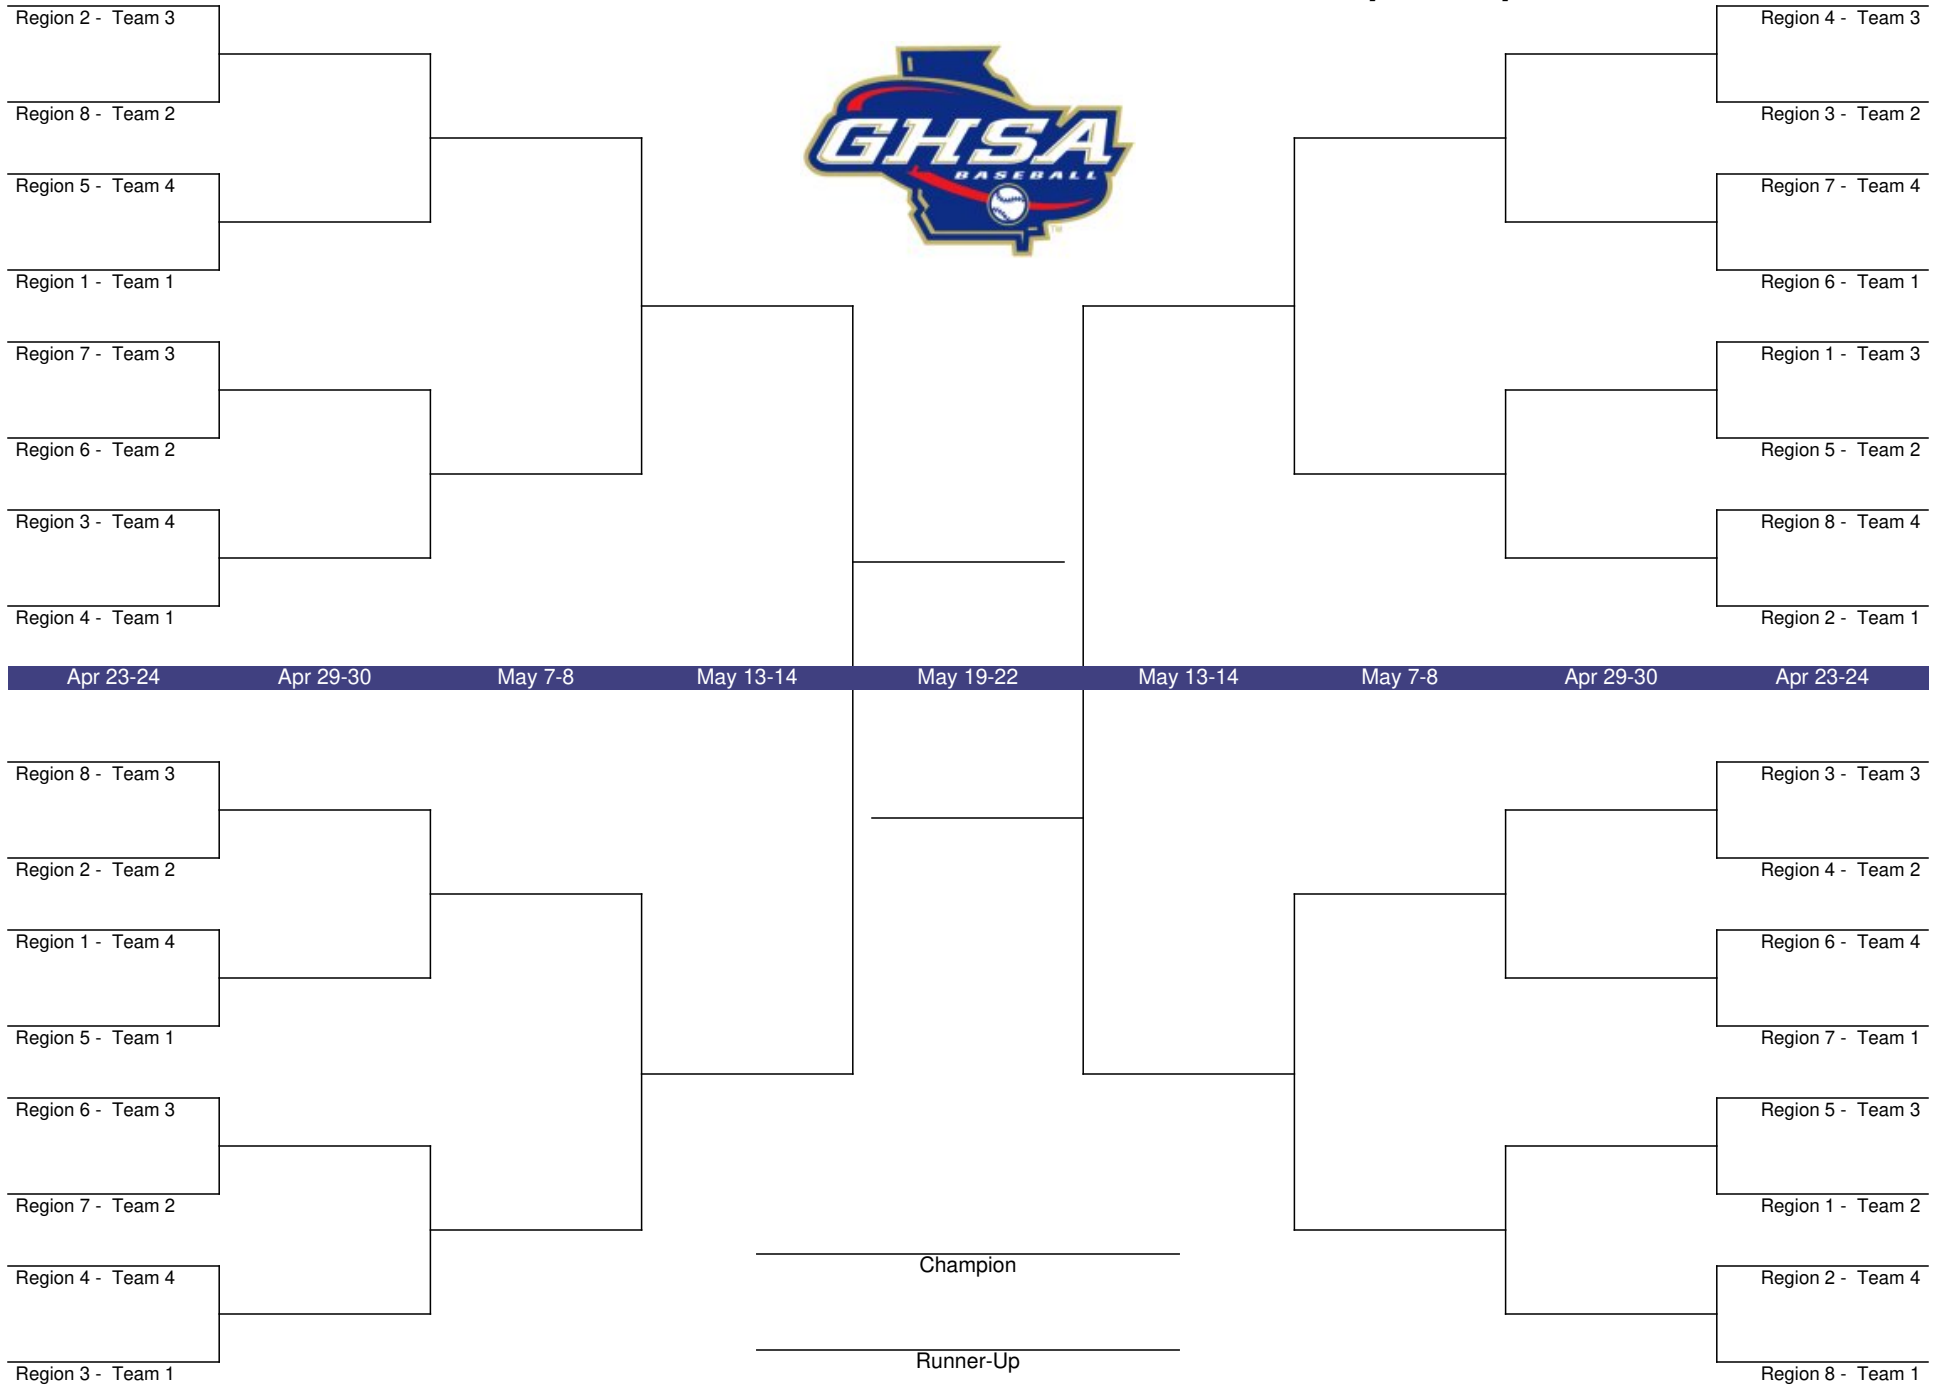 Region 2 - Team 3
Region 4 - Team 3
GHSA
BASEBALL
TM
Region 8 - Team 2
Region 3 - Team 2
Region 5 - Team 4
Region 7 - Team 4
Region 1 - Team 1
Region 6 - Team 1
Region 7 - Team 3
Region 1 - Team 3
Region 6 - Team 2
Region 5 - Team 2
Region 3 - Team 4
Region 8 - Team 4
Region 4 - Team 1
Region 2 - Team 1
Apr 23-24 Apr 29-30 May 7-8 May 13-14 May 19-22 May 13-14 May 7-8 Apr 29-30 Apr 23-24
Region 8 - Team 3
Region 3 - Team 3
Region 2 - Team 2
Region 4 - Team 2
Region 1 - Team 4
Region 6 - Team 4
Region 5 - Team 1
Region 7 - Team 1
Region 6 - Team 3
Region 5 - Team 3
Region 7 - Team 2
Region 1 - Team 2
Champion
Region 4 - Team 4
Region 2 - Team 4
Runner-Up
Region 3 - Team 1
Region 8 - Team 1